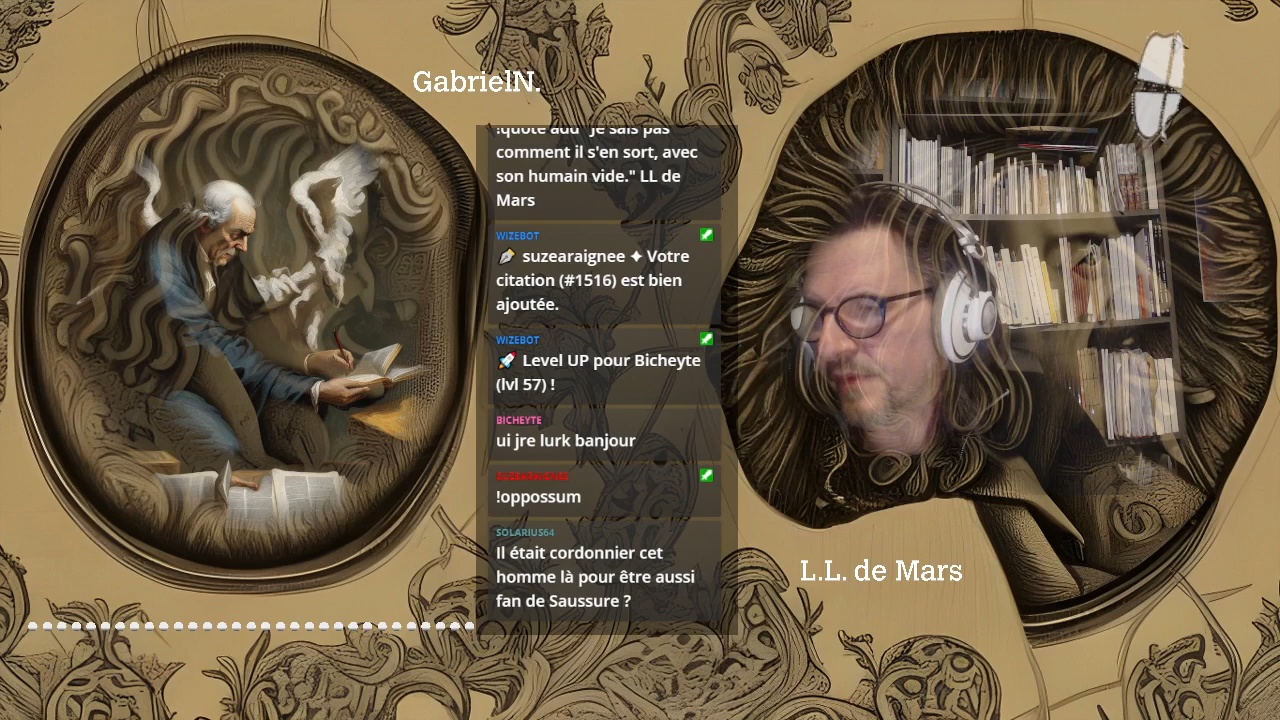 GabrielN.
!quote add "je sais pas
comment il s'en sort, avec
son humain vide." LL de
Mars
WIZEBOT
suzearaignee ✦ Votre
citation (#1516) est bien
ajoutée.
WIZEBOT
🚀 Level UP pour Bicheyte
(lvl 57) !
BICHEYTE
ui jre lurk banjour
SUZEARAIGNEE
!oppossum
SOLARIUS64
Il était cordonnier cet
homme là pour être aussi
fan de Saussure ?
L.L. de Mars